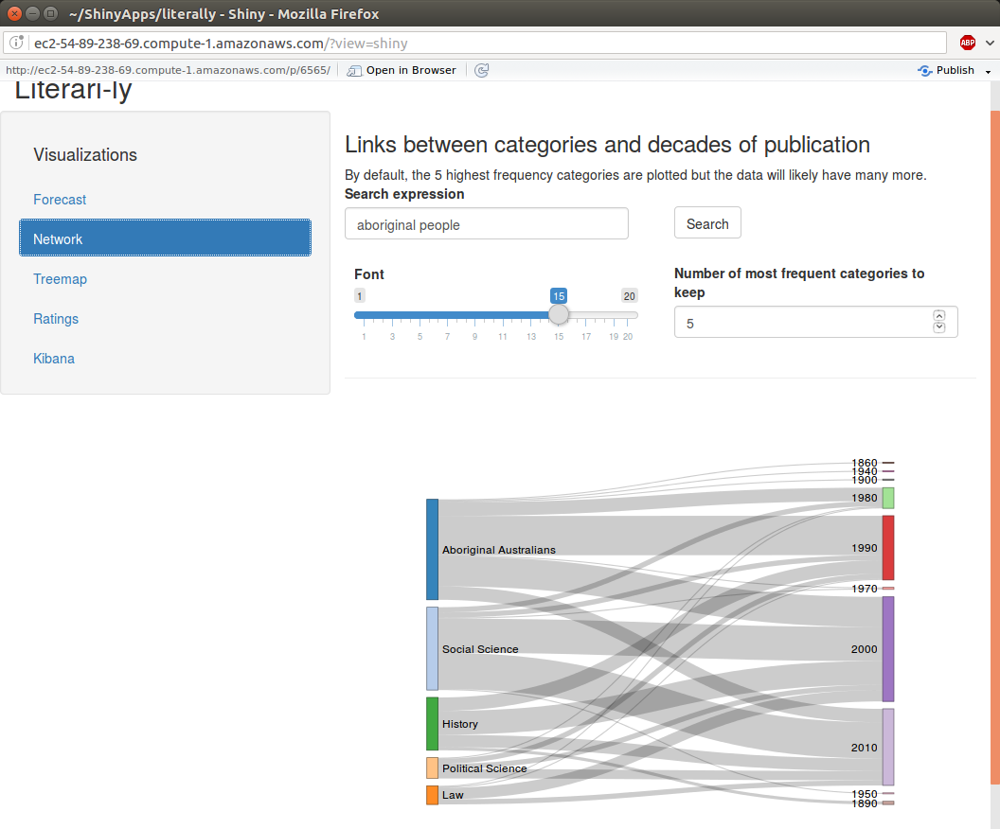 ~/ShinyApps/literally - Shiny - Mozilla Firefox
ec2-54-89-238-69.compute-1.amazonaws.com/?view=shiny
ABP
http://ec2-54-89-238-69.compute-1.amazonaws.com/p/6565/
Open in Browser
Publish
Literari-ly
Visualizations
Forecast
Network
Treemap
Ratings
Kibana
Links between categories and decades of publication
By default, the 5 highest frequency categories are plotted but the data will likely have many more.
Search expression
aboriginal people
Search
Font
1 15 20
1 3 5 7 9 11 13 15 17 19 20
Number of most frequent categories to
keep
5
Aboriginal Australians
Social Science
History
Political Science
Law
1860
1940
1900
1980
1990
1970
2000
2010
1950
1890